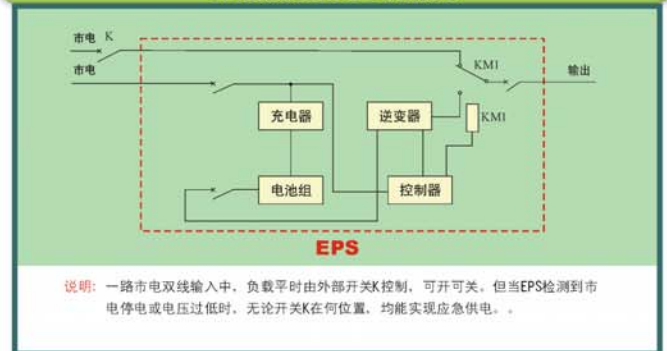 市电 K
市电
KM1
输出
充电器
逆变器
KM1
电池组
控制器
EPS
说明: 一路市电双线输入中、负载平时由外部开关K控制、可开可关。但当EPS检测到市
电停电或电压过低时、无论开关K在何位置、均能实现应急供电。。